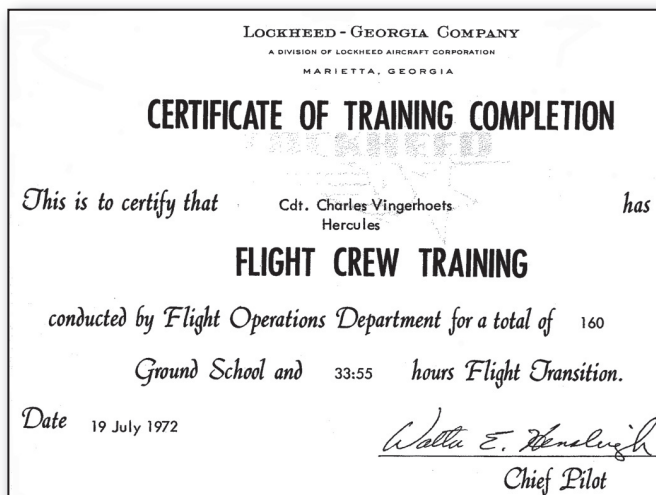 LOCKHEED - GEORGIA COMPANY
A DIVISION OF LOCKHEED AIRCRAFT CORPORATION
MARIETTA, GEORGIA
CERTIFICATE OF TRAINING COMPLETION
LOCKHEED
This is to certify that Cdt. Charles Vingerhoets has
Hercules
FLIGHT CREW TRAINING
conducted by Flight Operations Department for a total of 160
Ground School and 33:55 hours Flight Transition.
Date 19 July 1972
E.
Chief Pilot